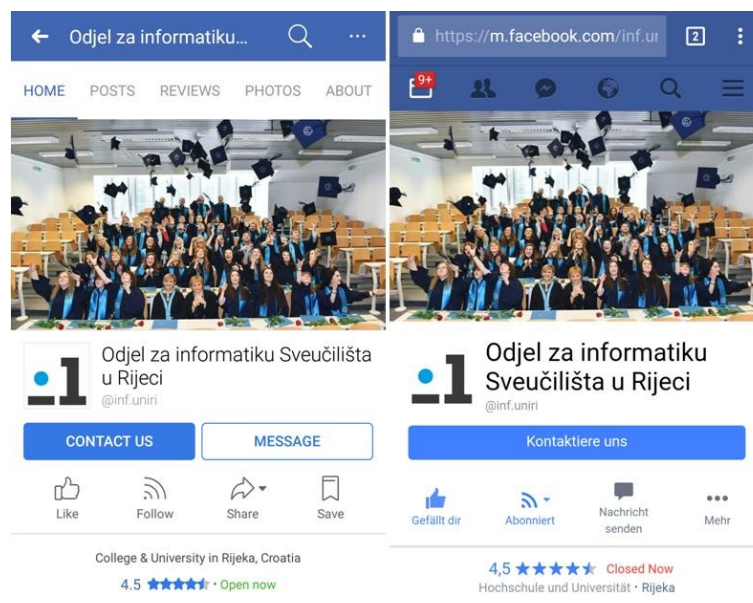 Odjel za informatiku...
HOME POSTS REVIEWS PHOTOS ABOUT
Odjel za informatiku Sveučilišta
u Rijeci
@inf.uniri
CONTACT US MESSAGE
Like Follow Share Save
College & University in Rijeka, Croatia
4.5 · Open now
https://m.facebook.com/inf.ur
2
9+
Odjel za informatiku
Sveučilišta u Rijeci
@inf.uniri
Kontaktiere uns
Gefällt dir Abonniert Nachricht
senden Mehr
4,5 Closed Now
Hochschule und Universität · Rijeka